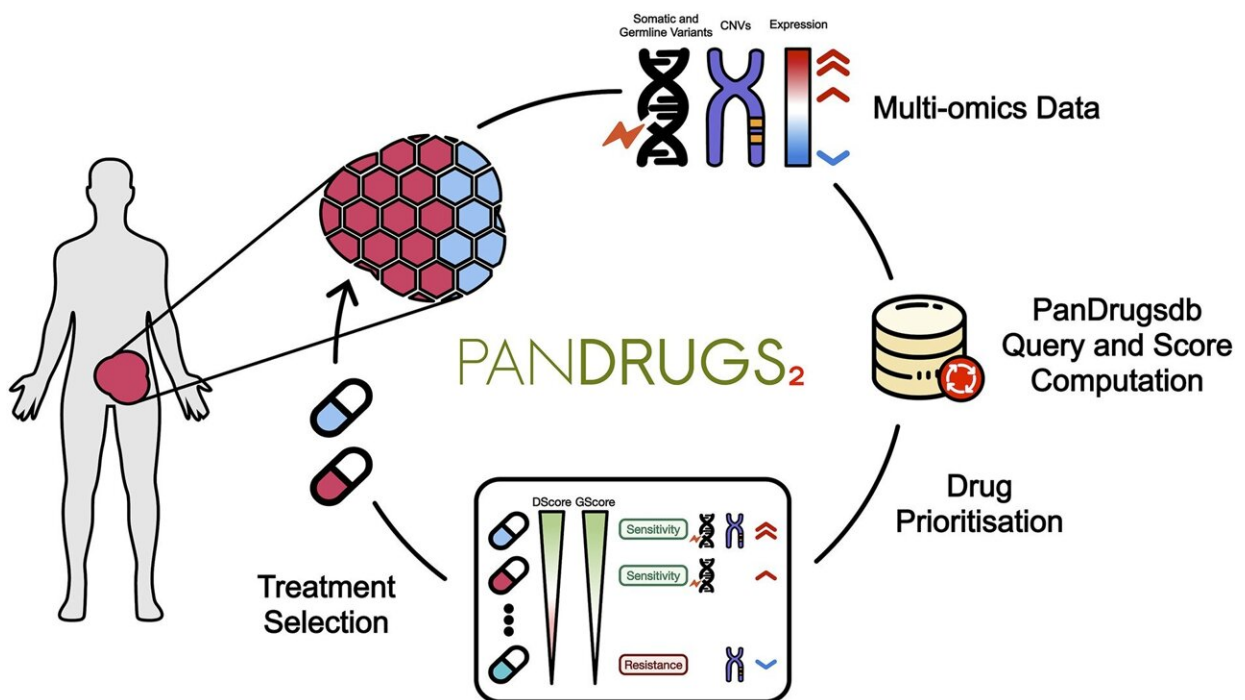 Somatic and
Germline Variants
CNVs
Expression
Multi-omics Data
PanDrugsdb
Query and Score
Computation
PANDRUGS2
Drug
Prioritisation
DScore GScore
Sensitivity
Sensitivity
Resistance
Treatment
Selection